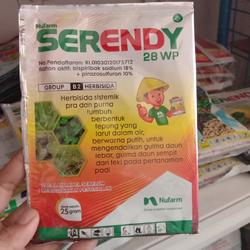 Nufarm
SERENDY
28 WP
No.Pendaftaran: RI.01030120175712
Bahan aktif: bispiribak sodium 18%
+ pirazosulfuron 10%
GROUP B2 HERBISIDA
Herbisida sistemik
pra dan purna
tumbuh
berbentuk
tepung yang
larut dalam air,
berwarna putih, untuk
mengendalikan gulma daun
lebar, gulma daun sempit
dan teki pada pertanaman
padi
25 gram
Nufarm